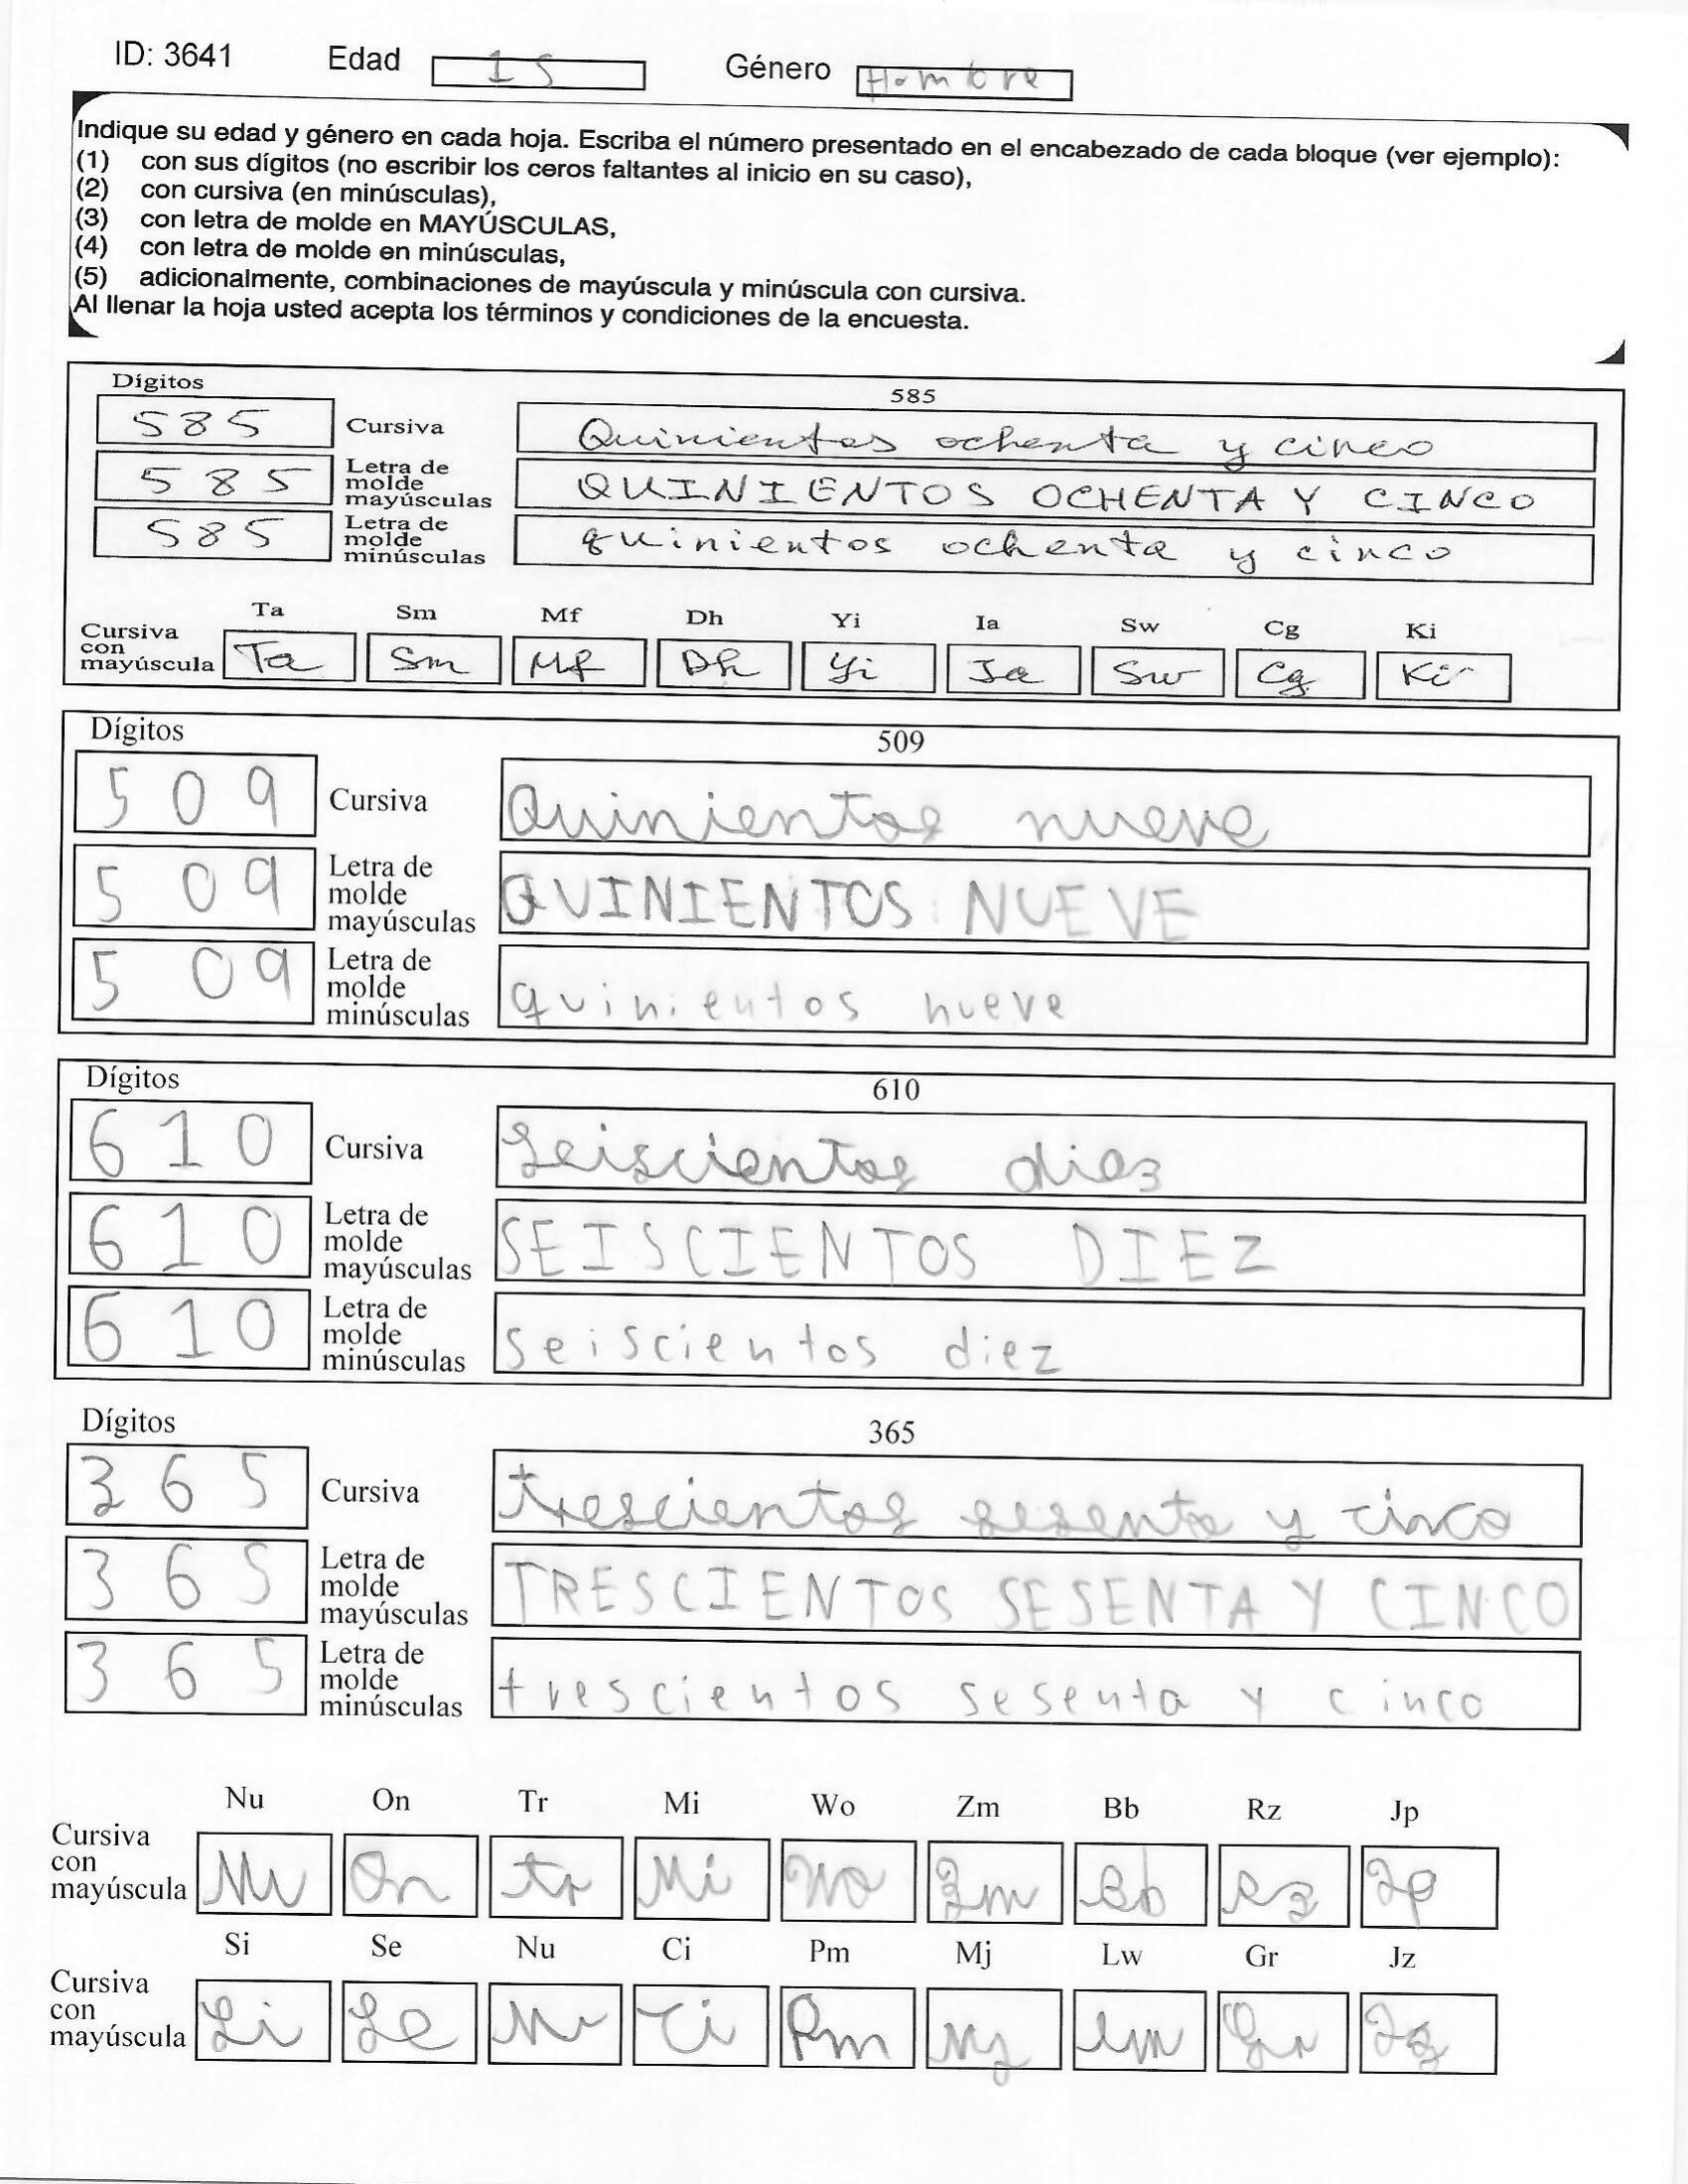 ID: 3641 Edad 15 Género Hombre
Indique su edad y género en cada hoja. Escriba el número presentado en el encabezado de cada bloque (ver ejemplo):
(1) con sus dígitos (no escribir los ceros faltantes al inicio en su caso),
(2) con cursiva (en minúsculas),
(3) con letra de molde en MAYÚSCULAS,
(4) con letra de molde en minúsculas,
(5) adicionalmente, combinaciones de mayúscula y minúscula con cursiva.
Al llenar la hoja usted acepta los términos y condiciones de la encuesta.
Dígitos 585
585 Cursiva Quinientos ochenta y cinco
585 Letra de molde mayúsculas QUINIENTOS OCHENTA Y CINCO
585 Letra de molde minúsculas quinientos ochenta y cinco
Ta Sm Mf Dh Yi Ia Sw Cg Ki
Cursiva con mayúscula Ta Sm Mf Dh Yi Ia Sw Cg Ki
Dígitos 509
509 Cursiva Quinientos nueve
509 Letra de molde mayúsculas QUINIENTOS NUEVE
509 Letra de molde minúsculas quinientos nueve
Dígitos 610
610 Cursiva Seiscientos diez
610 Letra de molde mayúsculas SEISCIENTOS DIEZ
610 Letra de molde minúsculas seiscientos diez
Dígitos 365
365 Cursiva trescientos sesenta y cinco
365 Letra de molde mayúsculas TRESCIENTOS SESENTA Y CINCO
365 Letra de molde minúsculas trescientos sesenta y cinco
Nu On Tr Mi Wo Zm Bb Rz Jp
Cursiva con mayúscula Nu On tr Mi Wo Zm Bb Rz Jp
Si Se Nu Ci Pm Mj Lw Gr Jz
Cursiva con mayúscula Si Se Nu Ci Pm Mj Lm Gr Jz